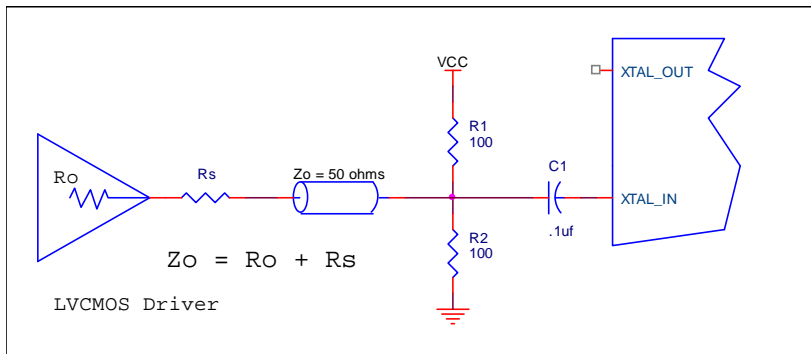 VCC
XTAL_OUT
R1
100
Ro
Rs
Zo = 50 ohms
C1
XTAL_IN
.1uf
R2
100
Zo = Ro + Rs
LVCMOS Driver